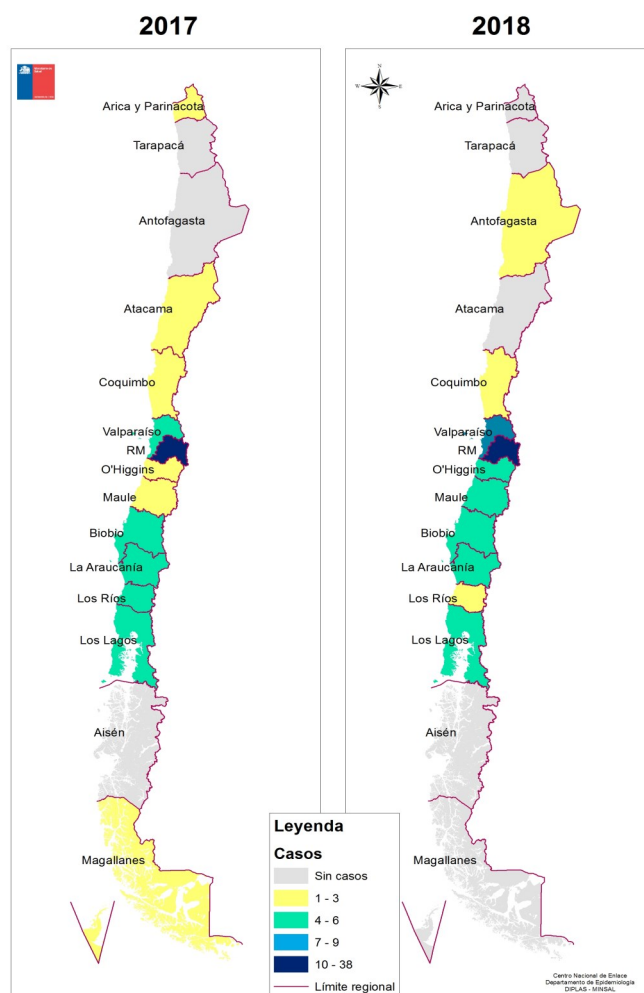 2017
2018
Arica y Parinacota
Tarapacá
Antofagasta
Atacama
Coquimbo
Valparaíso
RM
O'Higgins
Maule
Biobio
La Araucanía
Los Ríos
Los Lagos
Aisén
Magallanes
N
W
E
S
Arica y Parinacota
Tarapacá
Antofagasta
Atacama
Coquimbo
Valparaíso
RM
O'Higgins
Maule
Biobio
La Araucanía
Los Ríos
Los Lagos
Aisén
Magallanes
Leyenda
Casos
Sin casos
1 - 3
4 - 6
7 - 9
10 - 38
Límite regional
Centro Nacional de Enlace
Departamento de Epidemiología
DIPLAS - MINSAL